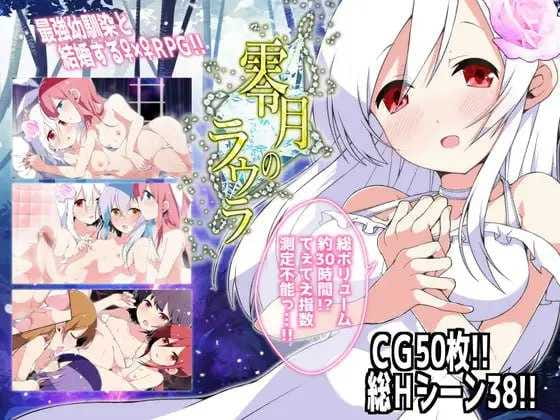 最強幼馴染と
結婚する♀×♀RPG!!
零月のラウラ
総ボリューム
約30時間!?
てぇてぇ指数
測定不能っ…!!
CG50枚!!
総Hシーン38!!